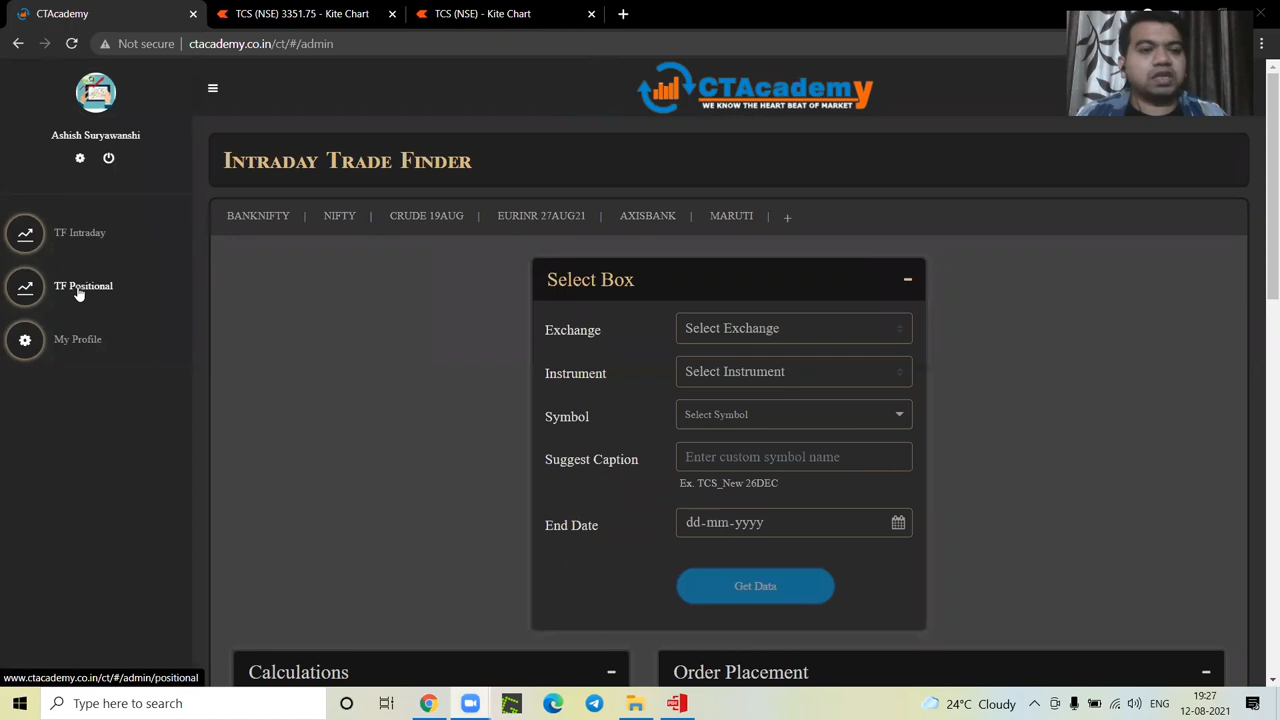 CTAcademy
TCS (NSE) 3351.75 - Kite Chart
TCS (NSE) - Kite Chart
Not secure
ctacademy.co.in/ct/#/admin
CTAcademy
WE KNOW THE HEART BEAT OF MARKET
Ashish Suryawanshi
TF Intraday
TF Positional
My Profile
INTRADAY TRADE FINDER
BANKNIFTY | NIFTY | CRUDE 19AUG | EURINR 27AUG21 | AXISBANK | MARUTI | +
Select Box
Exchange
Select Exchange
Instrument
Select Instrument
Symbol
Select Symbol
Suggest Caption
Enter custom symbol name
Ex. TCS_New 26DEC
End Date
dd-mm-yyyy
Get Data
Calculations
Order Placement
www.ctacademy.co.in/ct/#/admin/positional
Type here to search
24°C Cloudy
ENG
19:27
12-08-2021